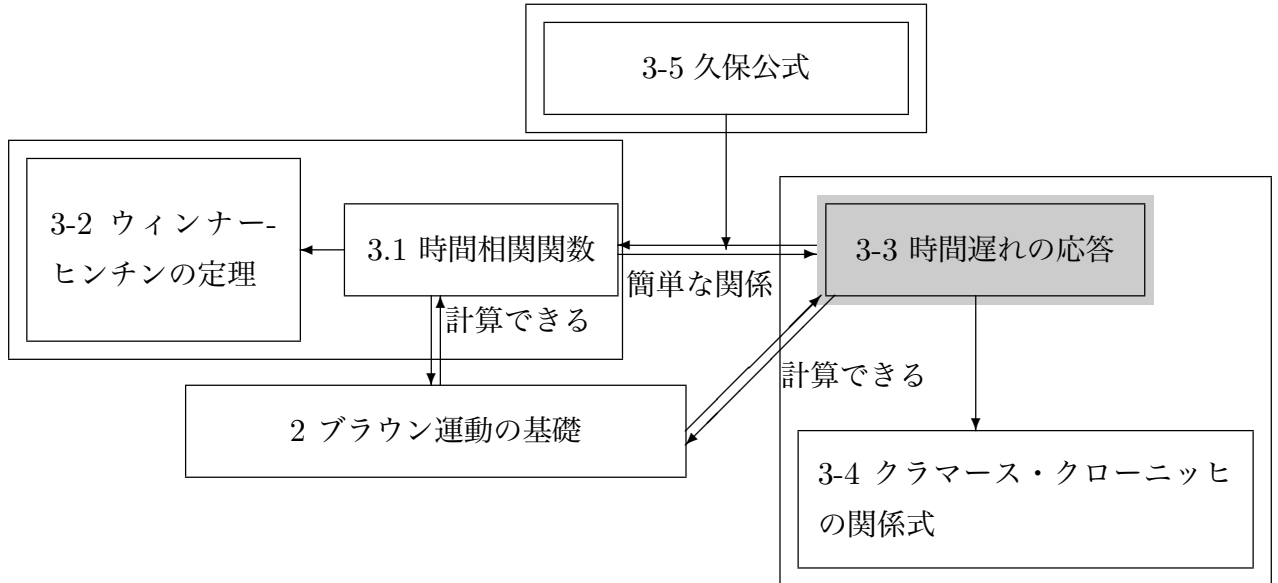 3-5 久保公式
3-2 ウィンナー-
ヒンチンの定理
3.1 時間相関関数
3-3 時間遅れの応答
簡単な関係
計算できる
計算できる
2 ブラウン運動の基礎
3-4 クラマース・クローニッヒ
の関係式